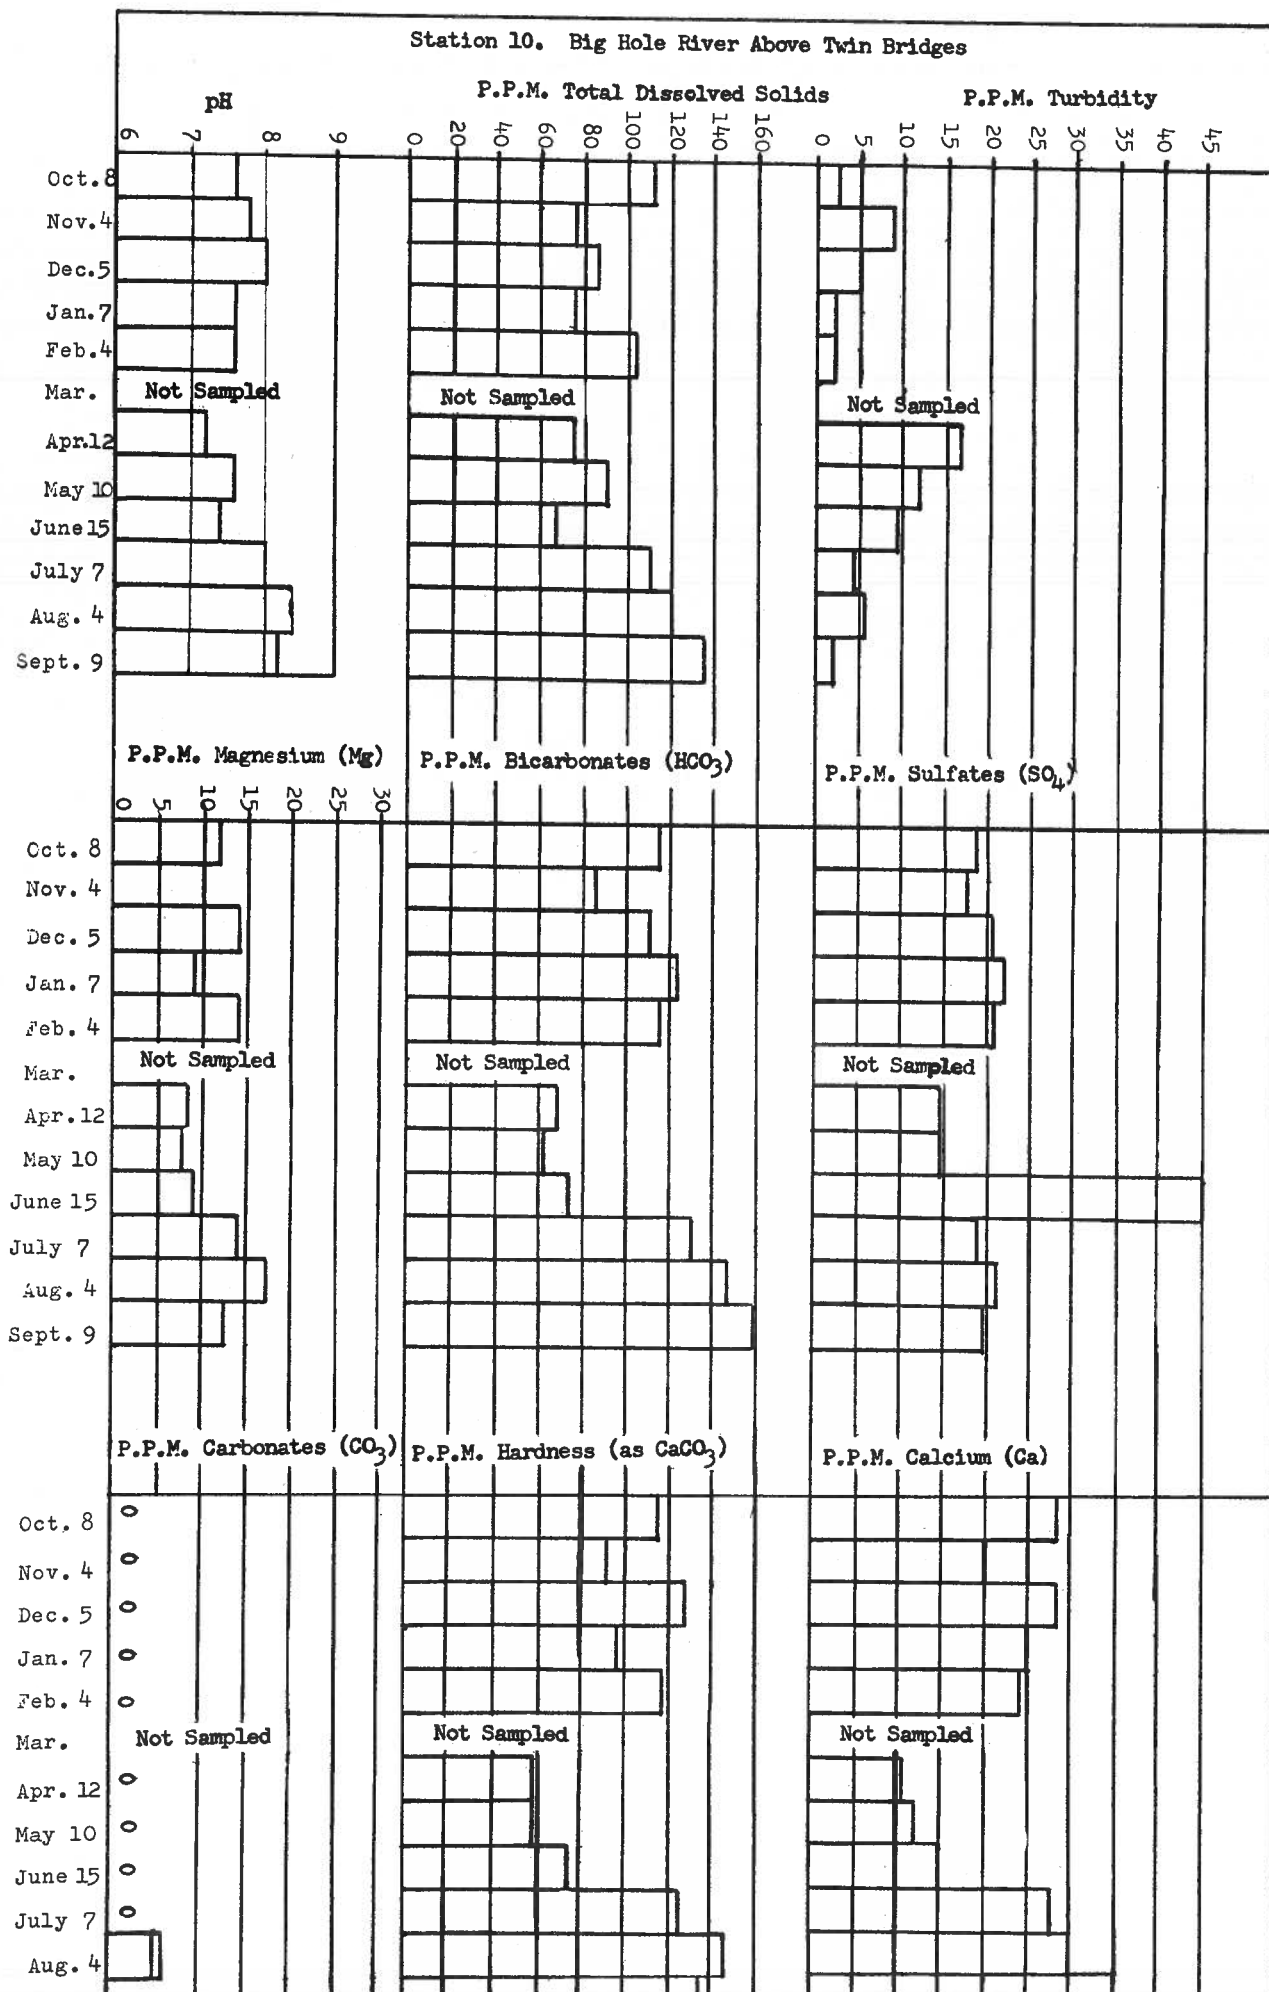 Station 10. Big Hole River Above Twin Bridges
pH
P.P.M. Total Dissolved Solids
P.P.M. Turbidity
6 7 8 9
0 20 40 60 80 100 120 140 160
0 5 10 15 20 25 30 35 40 45
Oct. 8
Nov. 4
Dec. 5
Jan. 7
Feb. 4
Mar. Not Sampled Not Sampled Not Sampled
Apr. 12
May 10
June 15
July 7
Aug. 4
Sept. 9
P.P.M. Magnesium (Mg)
P.P.M. Bicarbonates (HCO3)
P.P.M. Sulfates (SO4)
0 5 10 15 20 25 30
Oct. 8
Nov. 4
Dec. 5
Jan. 7
Feb. 4
Mar. Not Sampled Not Sampled Not Sampled
Apr. 12
May 10
June 15
July 7
Aug. 4
Sept. 9
P.P.M. Carbonates (CO3)
P.P.M. Hardness (as CaCO3)
P.P.M. Calcium (Ca)
Oct. 8 0
Nov. 4 0
Dec. 5 0
Jan. 7 0
Feb. 4 0
Mar. Not Sampled Not Sampled Not Sampled
Apr. 12 0
May 10 0
June 15 0
July 7 0
Aug. 4